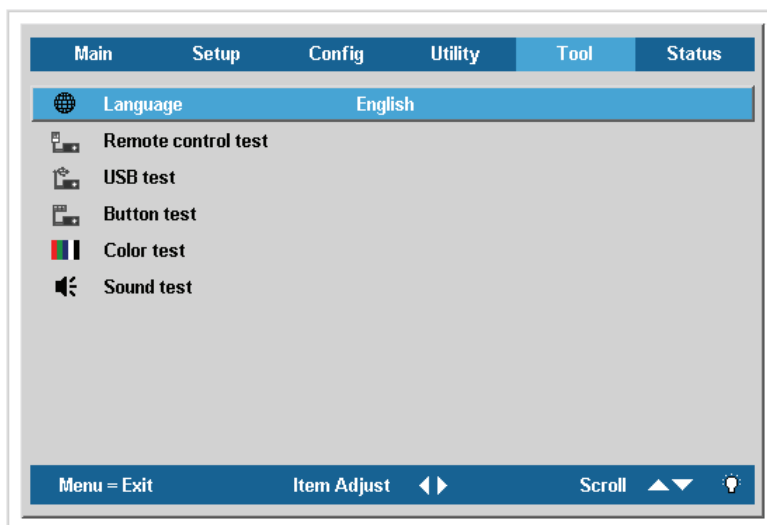 Main Setup Config Utility Tool Status
Language English
Remote control test
USB test
Button test
Color test
Sound test
Menu = Exit Item Adjust Scroll